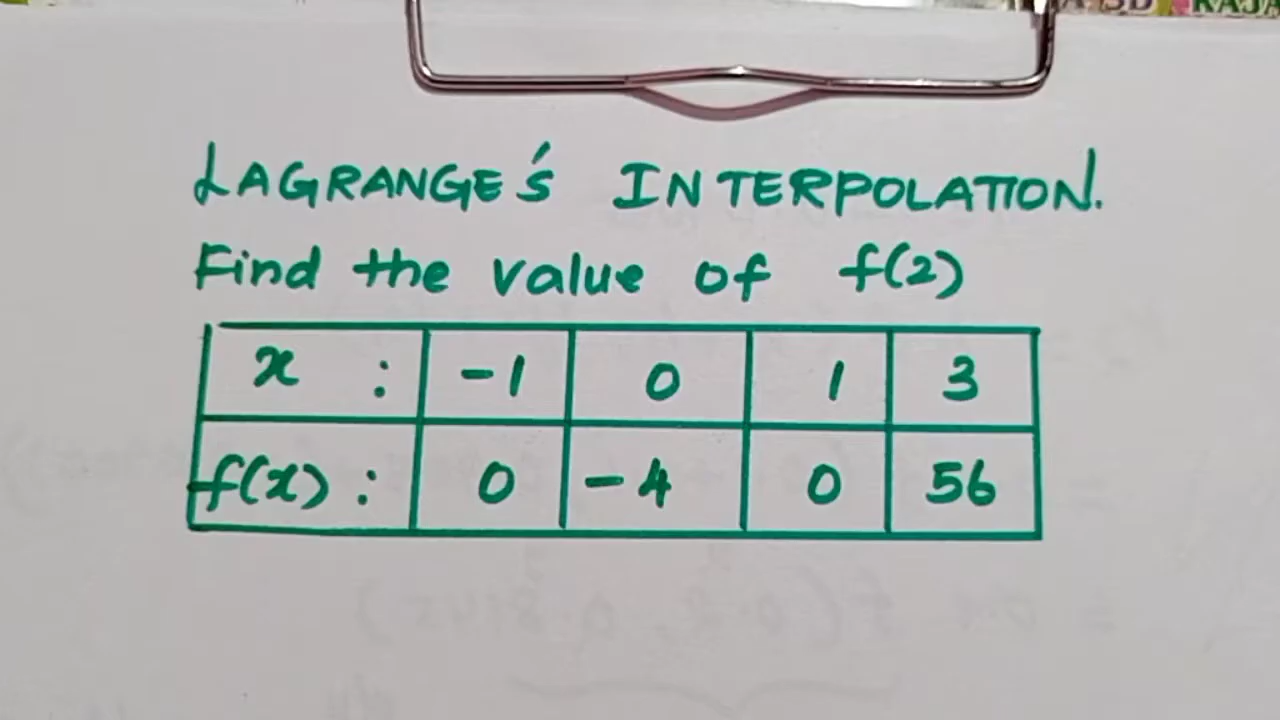 LAGRANGE'S INTERPOLATION.
Find the value of f(2)
x : -1 0 1 3
f(x) : 0 -4 0 56